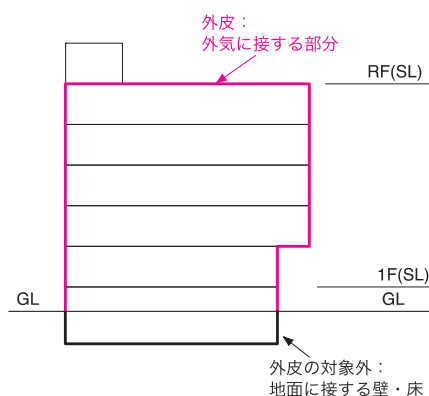 外皮：
外気に接する部分
RF(SL)
1F(SL)
GL
GL
外皮の対象外：
地面に接する壁・床